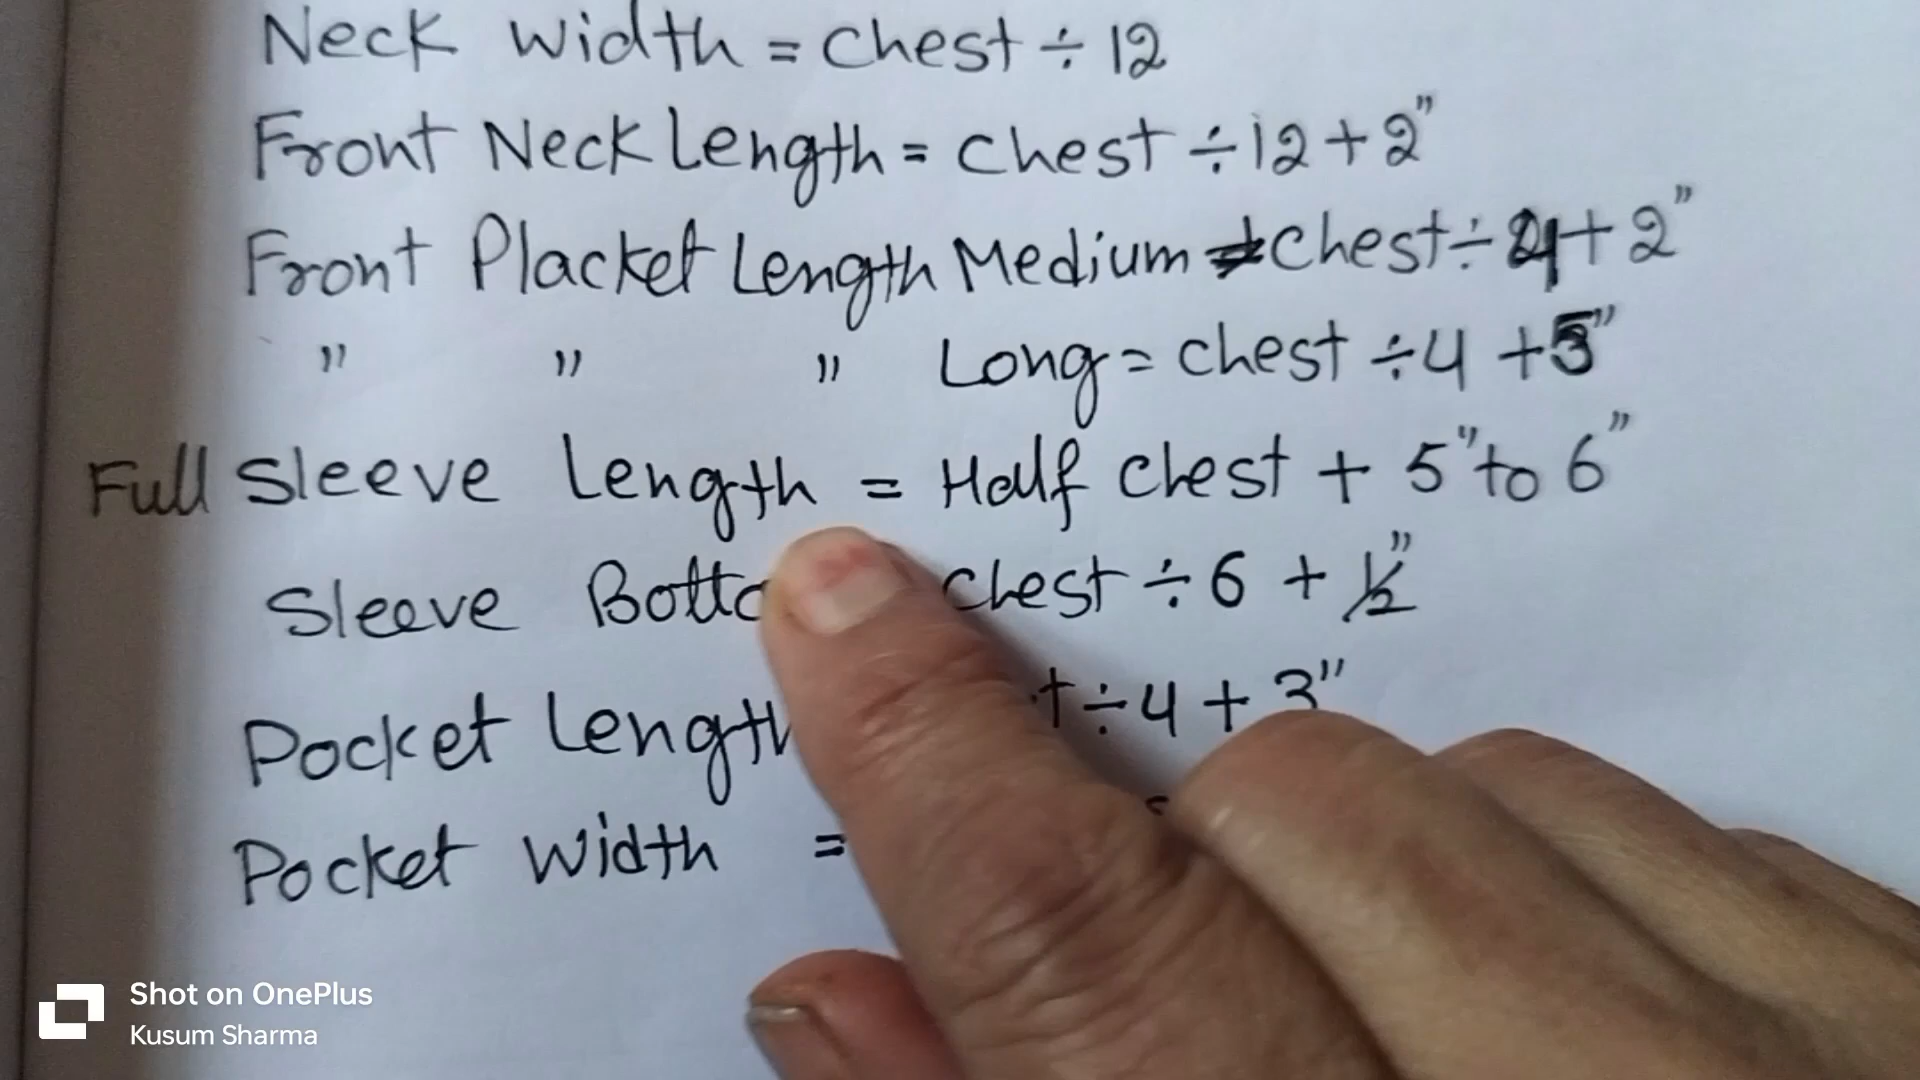 Neck Width = Chest ÷ 12
Front Neck Length = Chest ÷ 12 + 2"
Front Placket Length Medium = Chest ÷ 4 + 2"
" " " Long = Chest ÷ 4 + 5"
Full Sleeve Length = Half Chest + 5" to 6"
Sleeve Chest ÷ 6 + 1/2"
Pocket Length ÷ 4 + 3"
Pocket Width =
Shot on OnePlus
Kusum Sharma